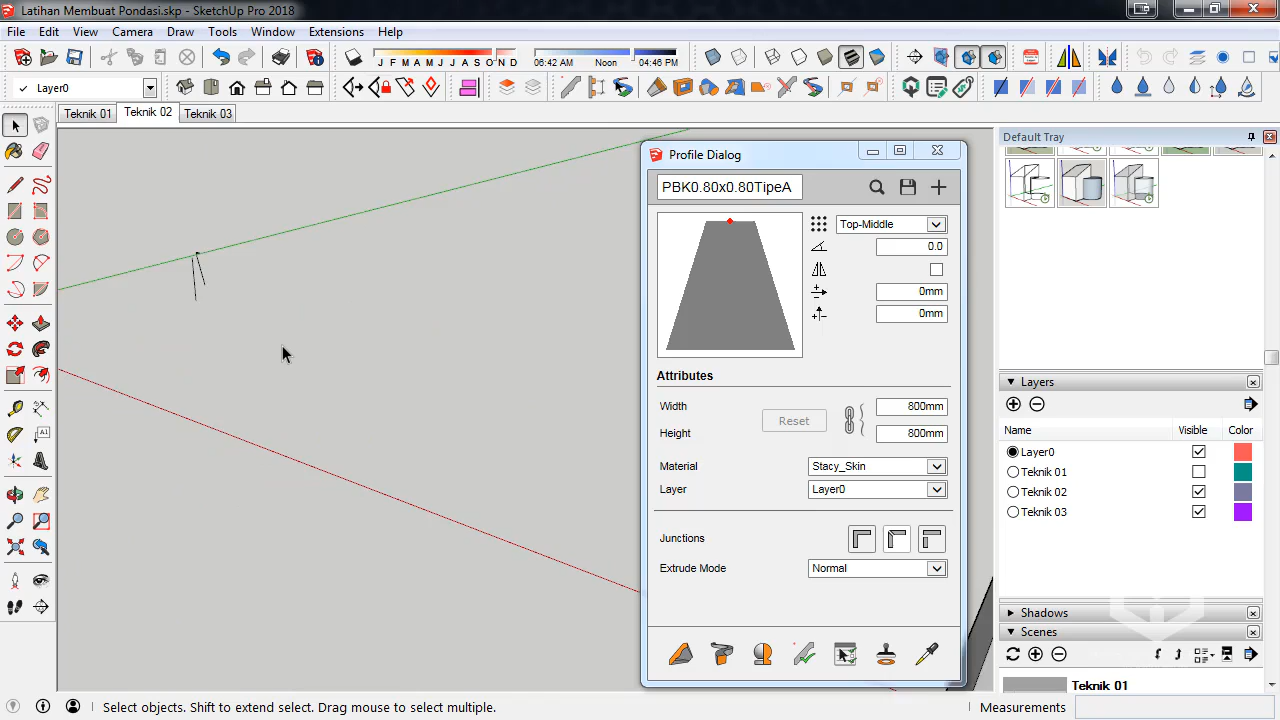 Latihan Membuat Pondasi.skp - SketchUp Pro 2018
File Edit View Camera Draw Tools Window Extensions Help
J F M A M J J A S O N D
06:42 AM Noon 04:46 PM
Layer0
Teknik 01 Teknik 02 Teknik 03
Profile Dialog
PBK0.80x0.80TipeA
Top-Middle
0.0
0mm
0mm
Attributes
Width 800mm
Reset
Height 800mm
Material Stacy_Skin
Layer Layer0
Junctions
Extrude Mode Normal
Default Tray
Layers
Name Visible Color
Layer0
Teknik 01
Teknik 02
Teknik 03
Shadows
Scenes
Teknik 01
A1
Select objects. Shift to extend select. Drag mouse to select multiple.
Measurements